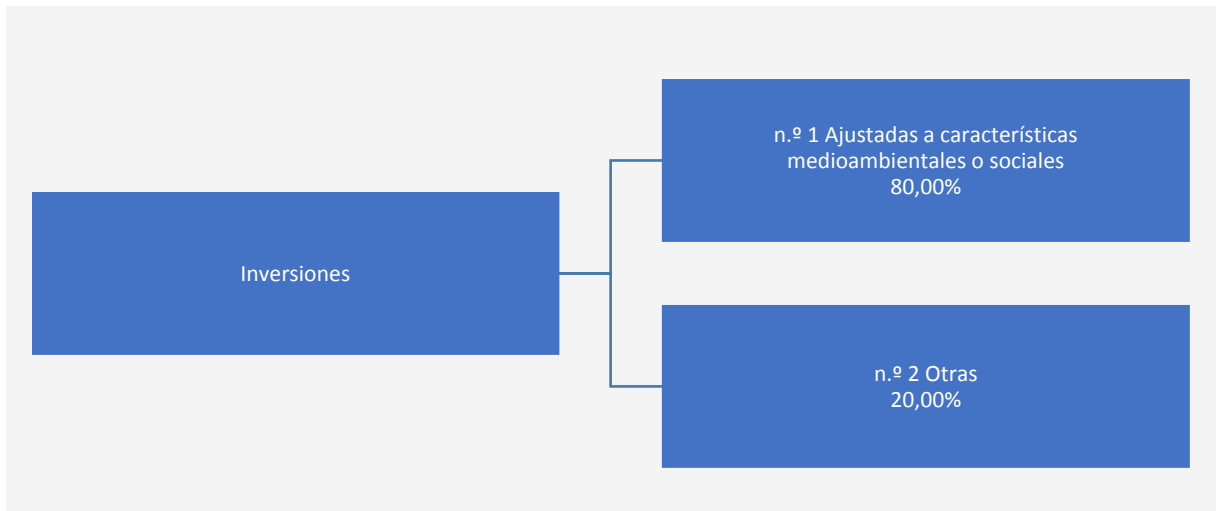 Inversiones
n.º 1 Ajustadas a características
medioambientales o sociales
80,00%
n.º 2 Otras
20,00%